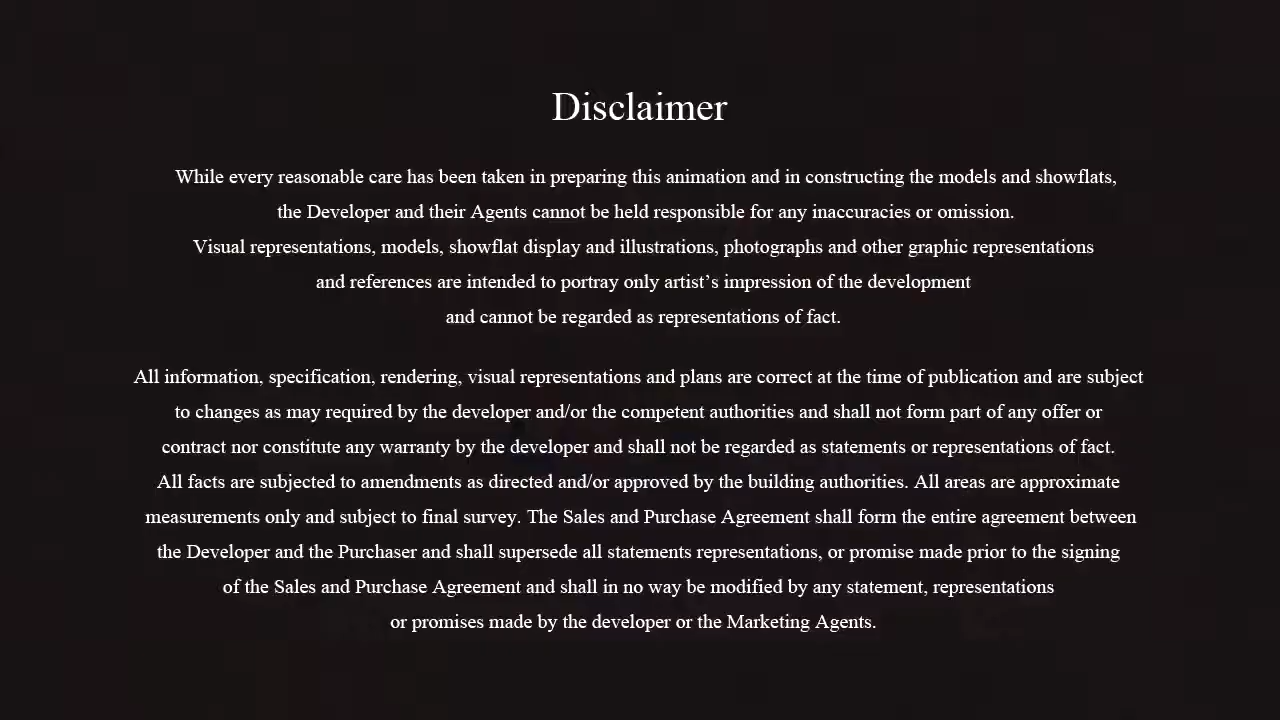 Disclaimer
While every reasonable care has been taken in preparing this animation and in constructing the models and showflats,
the Developer and their Agents cannot be held responsible for any inaccuracies or omission.
Visual representations, models, showflat display and illustrations, photographs and other graphic representations
and references are intended to portray only artist’s impression of the development
and cannot be regarded as representations of fact.
All information, specification, rendering, visual representations and plans are correct at the time of publication and are subject
to changes as may required by the developer and/or the competent authorities and shall not form part of any offer or
contract nor constitute any warranty by the developer and shall not be regarded as statements or representations of fact.
All facts are subjected to amendments as directed and/or approved by the building authorities. All areas are approximate
measurements only and subject to final survey. The Sales and Purchase Agreement shall form the entire agreement between
the Developer and the Purchaser and shall supersede all statements representations, or promise made prior to the signing
of the Sales and Purchase Agreement and shall in no way be modified by any statement, representations
or promises made by the developer or the Marketing Agents.